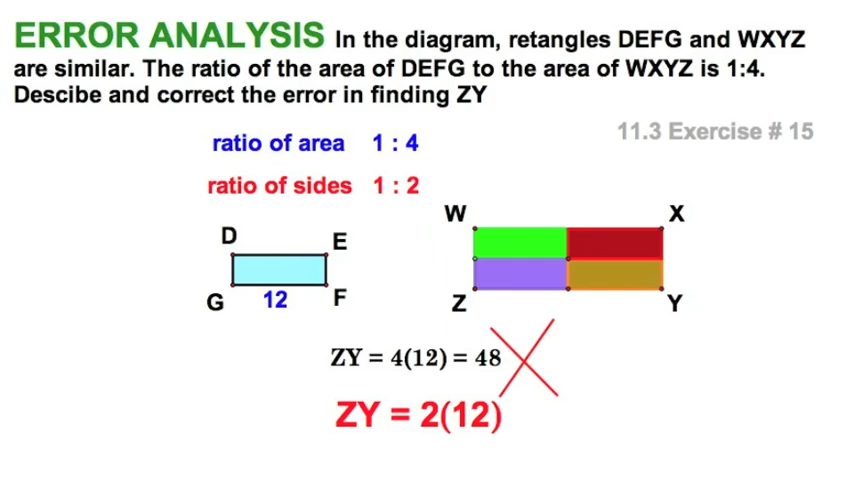 ERROR ANALYSIS In the diagram, retangles DEFG and WXYZ
are similar. The ratio of the area of DEFG to the area of WXYZ is 1:4.
Descibe and correct the error in finding ZY
11.3 Exercise # 15
ratio of area 1 : 4
ratio of sides 1 : 2
W X
D E
G 12 F
Z Y
ZY = 4(12) = 48
ZY = 2(12)